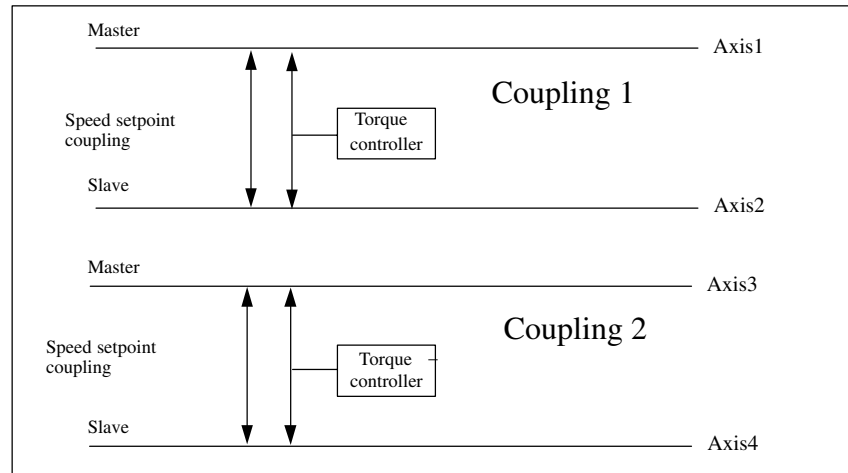 Master
Axis1
Coupling 1
Speed setpoint
coupling
Torque
controller
Slave
Axis2
Master
Axis3
Coupling 2
Speed setpoint
coupling
Torque
controller
Slave
Axis4